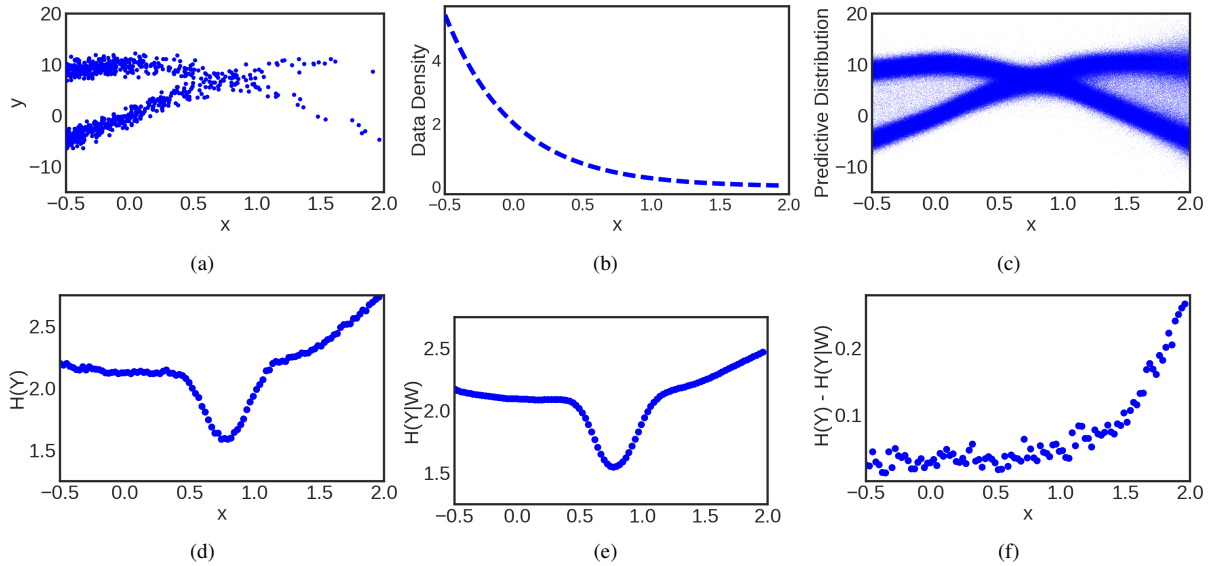 20
10
0
−10
y
−0.5 0.0 0.5 1.0 1.5 2.0
x
(a)
4
2
0
Data Density
−0.5 0.0 0.5 1.0 1.5 2.0
x
(b)
20
10
0
−10
Predictive Distribution
−0.5 0.0 0.5 1.0 1.5 2.0
x
(c)
2.5
2.0
1.5
H(Y)
−0.5 0.0 0.5 1.0 1.5 2.0
x
(d)
2.5
2.0
1.5
H(Y|W)
−0.5 0.0 0.5 1.0 1.5 2.0
(e)
0.2
0.1
H(Y) - H(Y|W)
−0.5 0.0 0.5 1.0 1.5 2.0
x
(f)